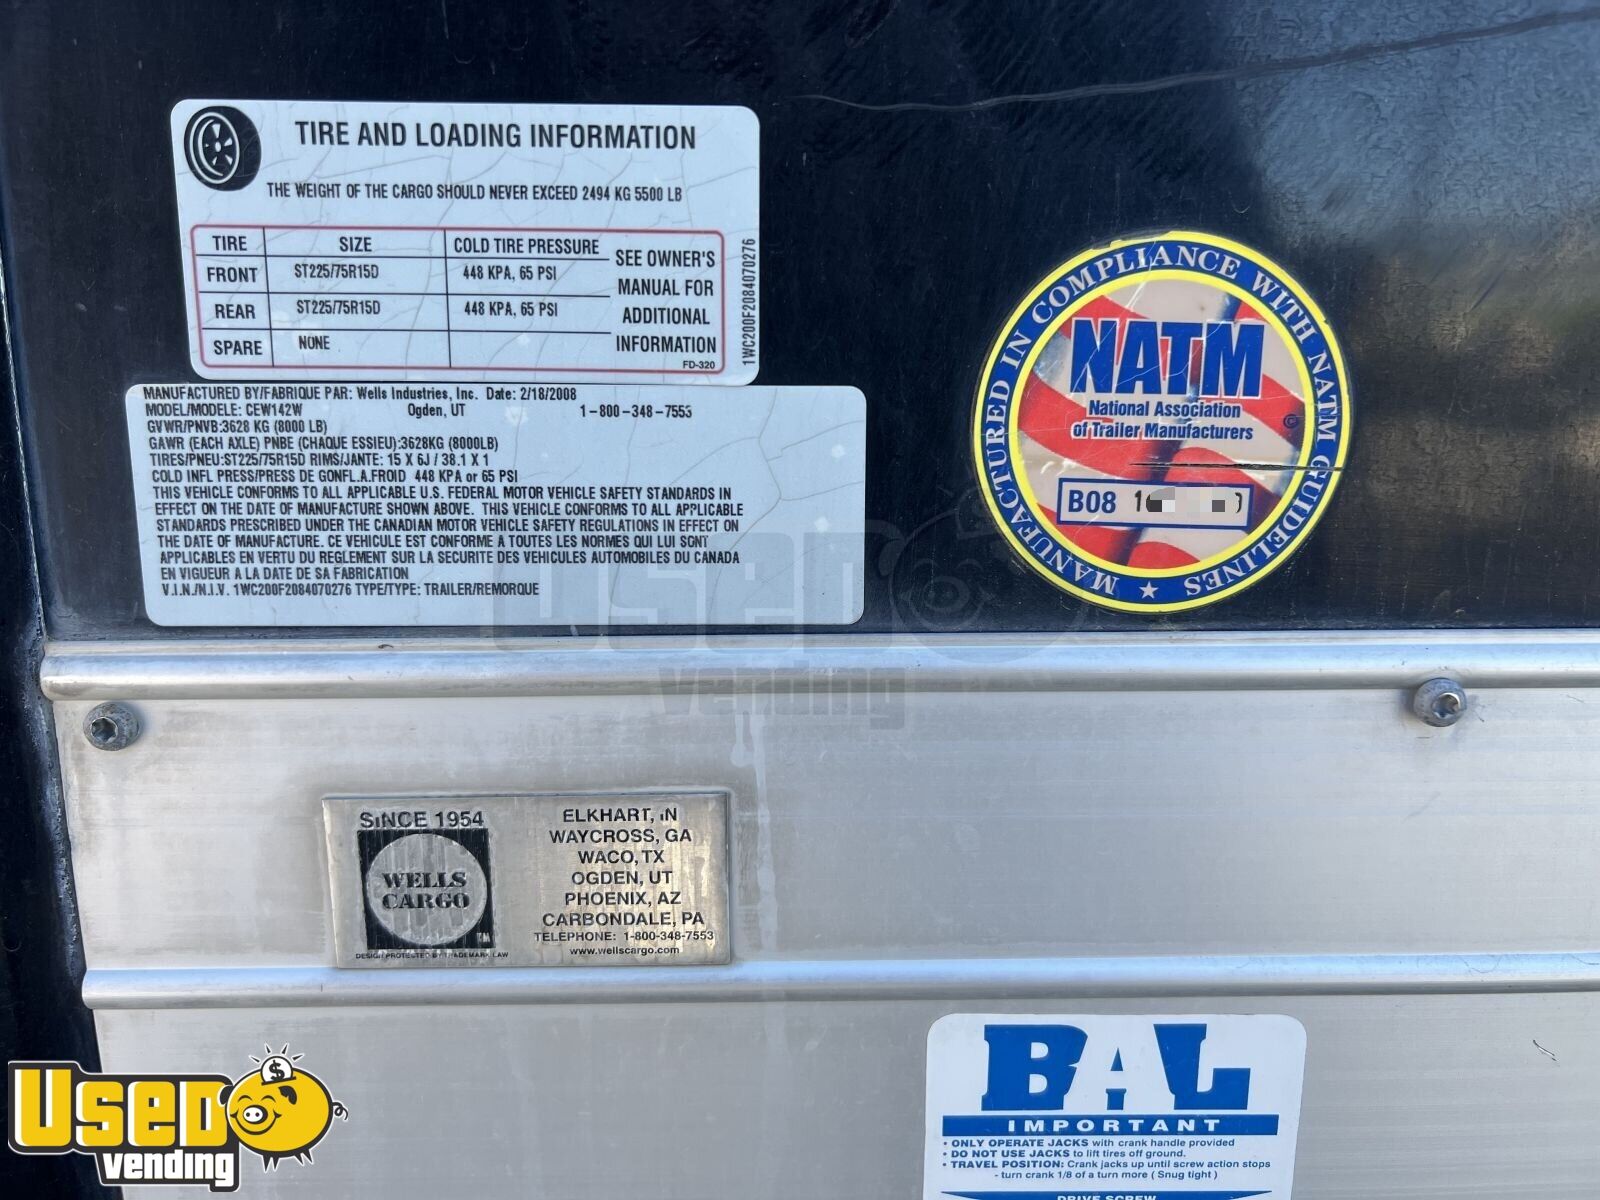 TIRE AND LOADING INFORMATION
THE WEIGHT OF THE CARGO SHOULD NEVER EXCEED 2494 KG 5500 LB
TIRE SIZE COLD TIRE PRESSURE SEE OWNER'S
FRONT ST225/75R15D 448 KPA, 65 PSI MANUAL FOR
REAR ST225/75R15D 448 KPA, 65 PSI ADDITIONAL
SPARE NONE INFORMATION
FD-320
1WC200F2084070276
MANUFACTURED BY/FABRIQUE PAR: Wells Industries, Inc. Date: 2/18/2008
MODEL/MODELE: CEW142W Ogden, UT 1-800-348-7553
GVWR/PNVB:3628 KG (8000 LB)
GAWR (EACH AXLE) PNBE (CHAQUE ESSIEU):3628KG (8000LB)
TIRES/PNEU:ST225/75R15D RIMS/JANTE: 15 X 6J / 38.1 X 1
COLD INFL PRESS/PRESS DE GONFL.A.FROID 448 KPA or 65 PSI
THIS VEHICLE CONFORMS TO ALL APPLICABLE U.S. FEDERAL MOTOR VEHICLE SAFETY STANDARDS IN
EFFECT ON THE DATE OF MANUFACTURE SHOWN ABOVE. THIS VEHICLE CONFORMS TO ALL APPLICABLE
STANDARDS PRESCRIBED UNDER THE CANADIAN MOTOR VEHICLE SAFETY REGULATIONS IN EFFECT ON
THE DATE OF MANUFACTURE. CE VEHICULE EST CONFORME A TOUTES LES NORMES QUI LUI SONT
APPLICABLES EN VERTU DU REGLEMENT SUR LA SECURITE DES VEHICULES AUTOMOBILES DU CANADA
EN VIGUEUR A LA DATE DE SA FABRICATION
V.I.N./N.I.V. 1WC200F2084070276 TYPE/TYPE: TRAILER/REMORQUE
MANUFACTURED IN COMPLIANCE WITH NATM GUIDELINES ★
NATM
National Association
of Trailer Manufacturers
©
B08
used
vending
SINCE 1954
WELLS
CARGO
TM
DESIGN PROTECTED BY TRADEMARK LAW
ELKHART, IN
WAYCROSS, GA
WACO, TX
OGDEN, UT
PHOENIX, AZ
CARBONDALE, PA
TELEPHONE: 1-800-348-7553
www.wellscargo.com
BAL
IMPORTANT
• ONLY OPERATE JACKS with crank handle provided
• DO NOT USE JACKS to lift tires off ground.
• TRAVEL POSITION: Crank jacks up until screw action stops
- turn crank 1/8 of a turn more ( Snug tight )
DRIVE SCREW
USED
$
vending